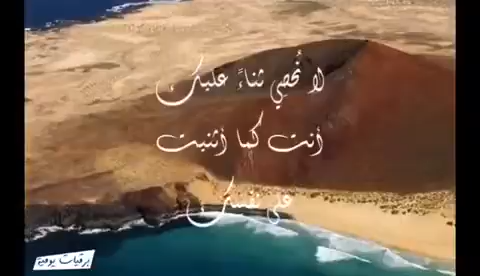 لا نُحصي ثناءً عليك
أنت كما أثنيت
على نفسك
برقيات يومية